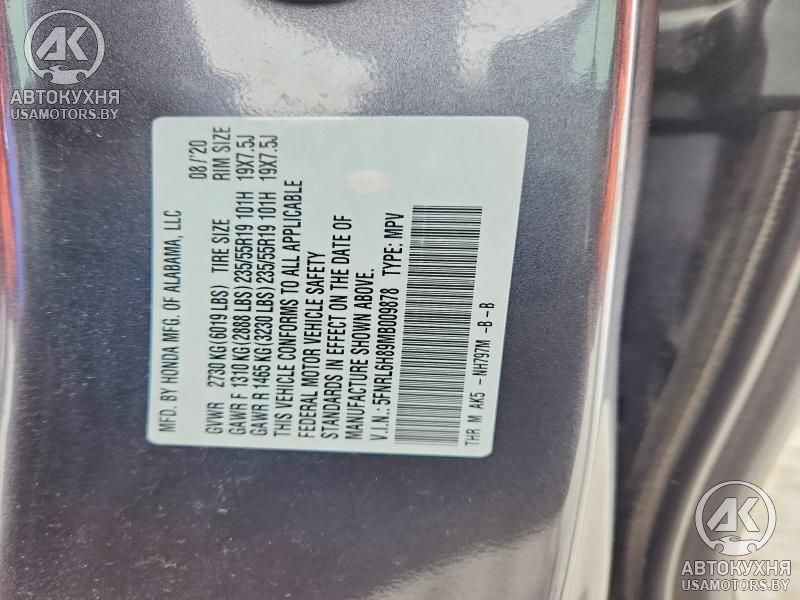 AK
АВТОКУХНЯ
USAMOTORS.BY
MFD. BY HONDA MFG. OF ALABAMA, LLC 08/'20
GVWR 2730 KG (6019 LBS) TIRE SIZE RIM SIZE
GAWR F 1310 KG (2880 LBS) 235/55R19 101H 19X7.5J
GAWR R 1465 KG (3230 LBS) 235/55R19 101H 19X7.5J
THIS VEHICLE CONFORMS TO ALL APPLICABLE
FEDERAL MOTOR VEHICLE SAFETY
STANDARDS IN EFFECT ON THE DATE OF
MANUFACTURE SHOWN ABOVE.
V.I.N.: 5FNRL6H89MB009878 TYPE: MPV
THR M AK5 -NH797M -B-B
AK
АВТОКУХНЯ
USAMOTORS.BY